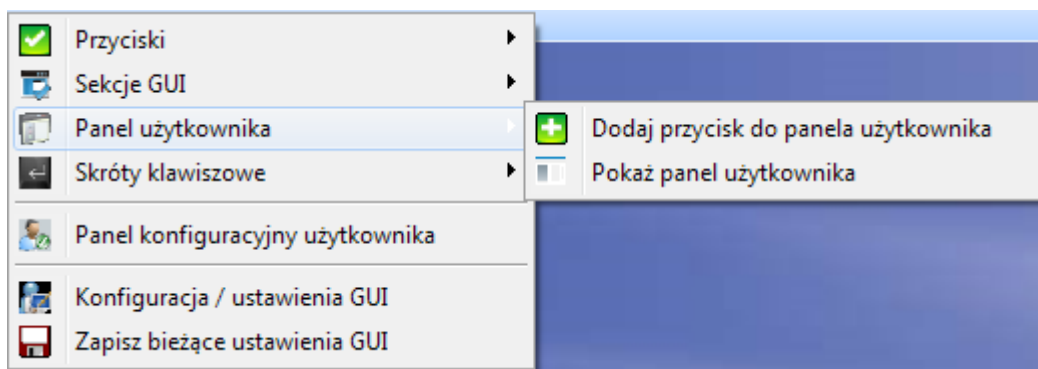 Przyciski
Sekcje GUI
Panel użytkownika
Skróty klawiszowe
Panel konfiguracyjny użytkownika
Konfiguracja / ustawienia GUI
Zapisz bieżące ustawienia GUI
Dodaj przycisk do panela użytkownika
Pokaż panel użytkownika